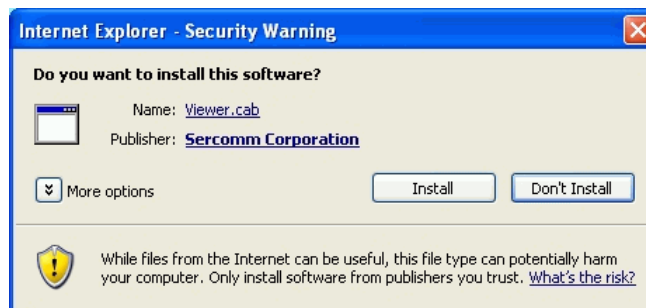 Internet Explorer - Security Warning
Do you want to install this software?
Name: Viewer.cab
Publisher: Sercomm Corporation
More options
Install
Don't Install
While files from the Internet can be useful, this file type can potentially harm
your computer. Only install software from publishers you trust. What's the risk?